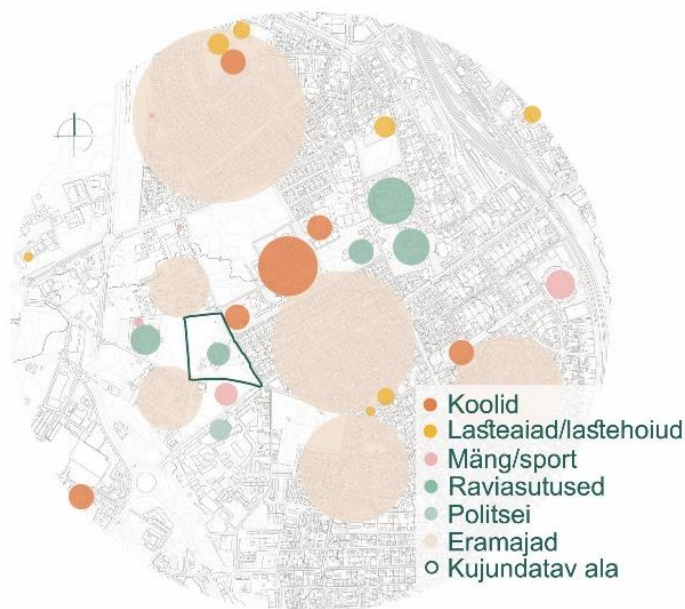 Koolid
Lasteaiad/lastehoiud
Mäng/sport
Raviasutused
Politsei
Eramajad
Kujundatav ala